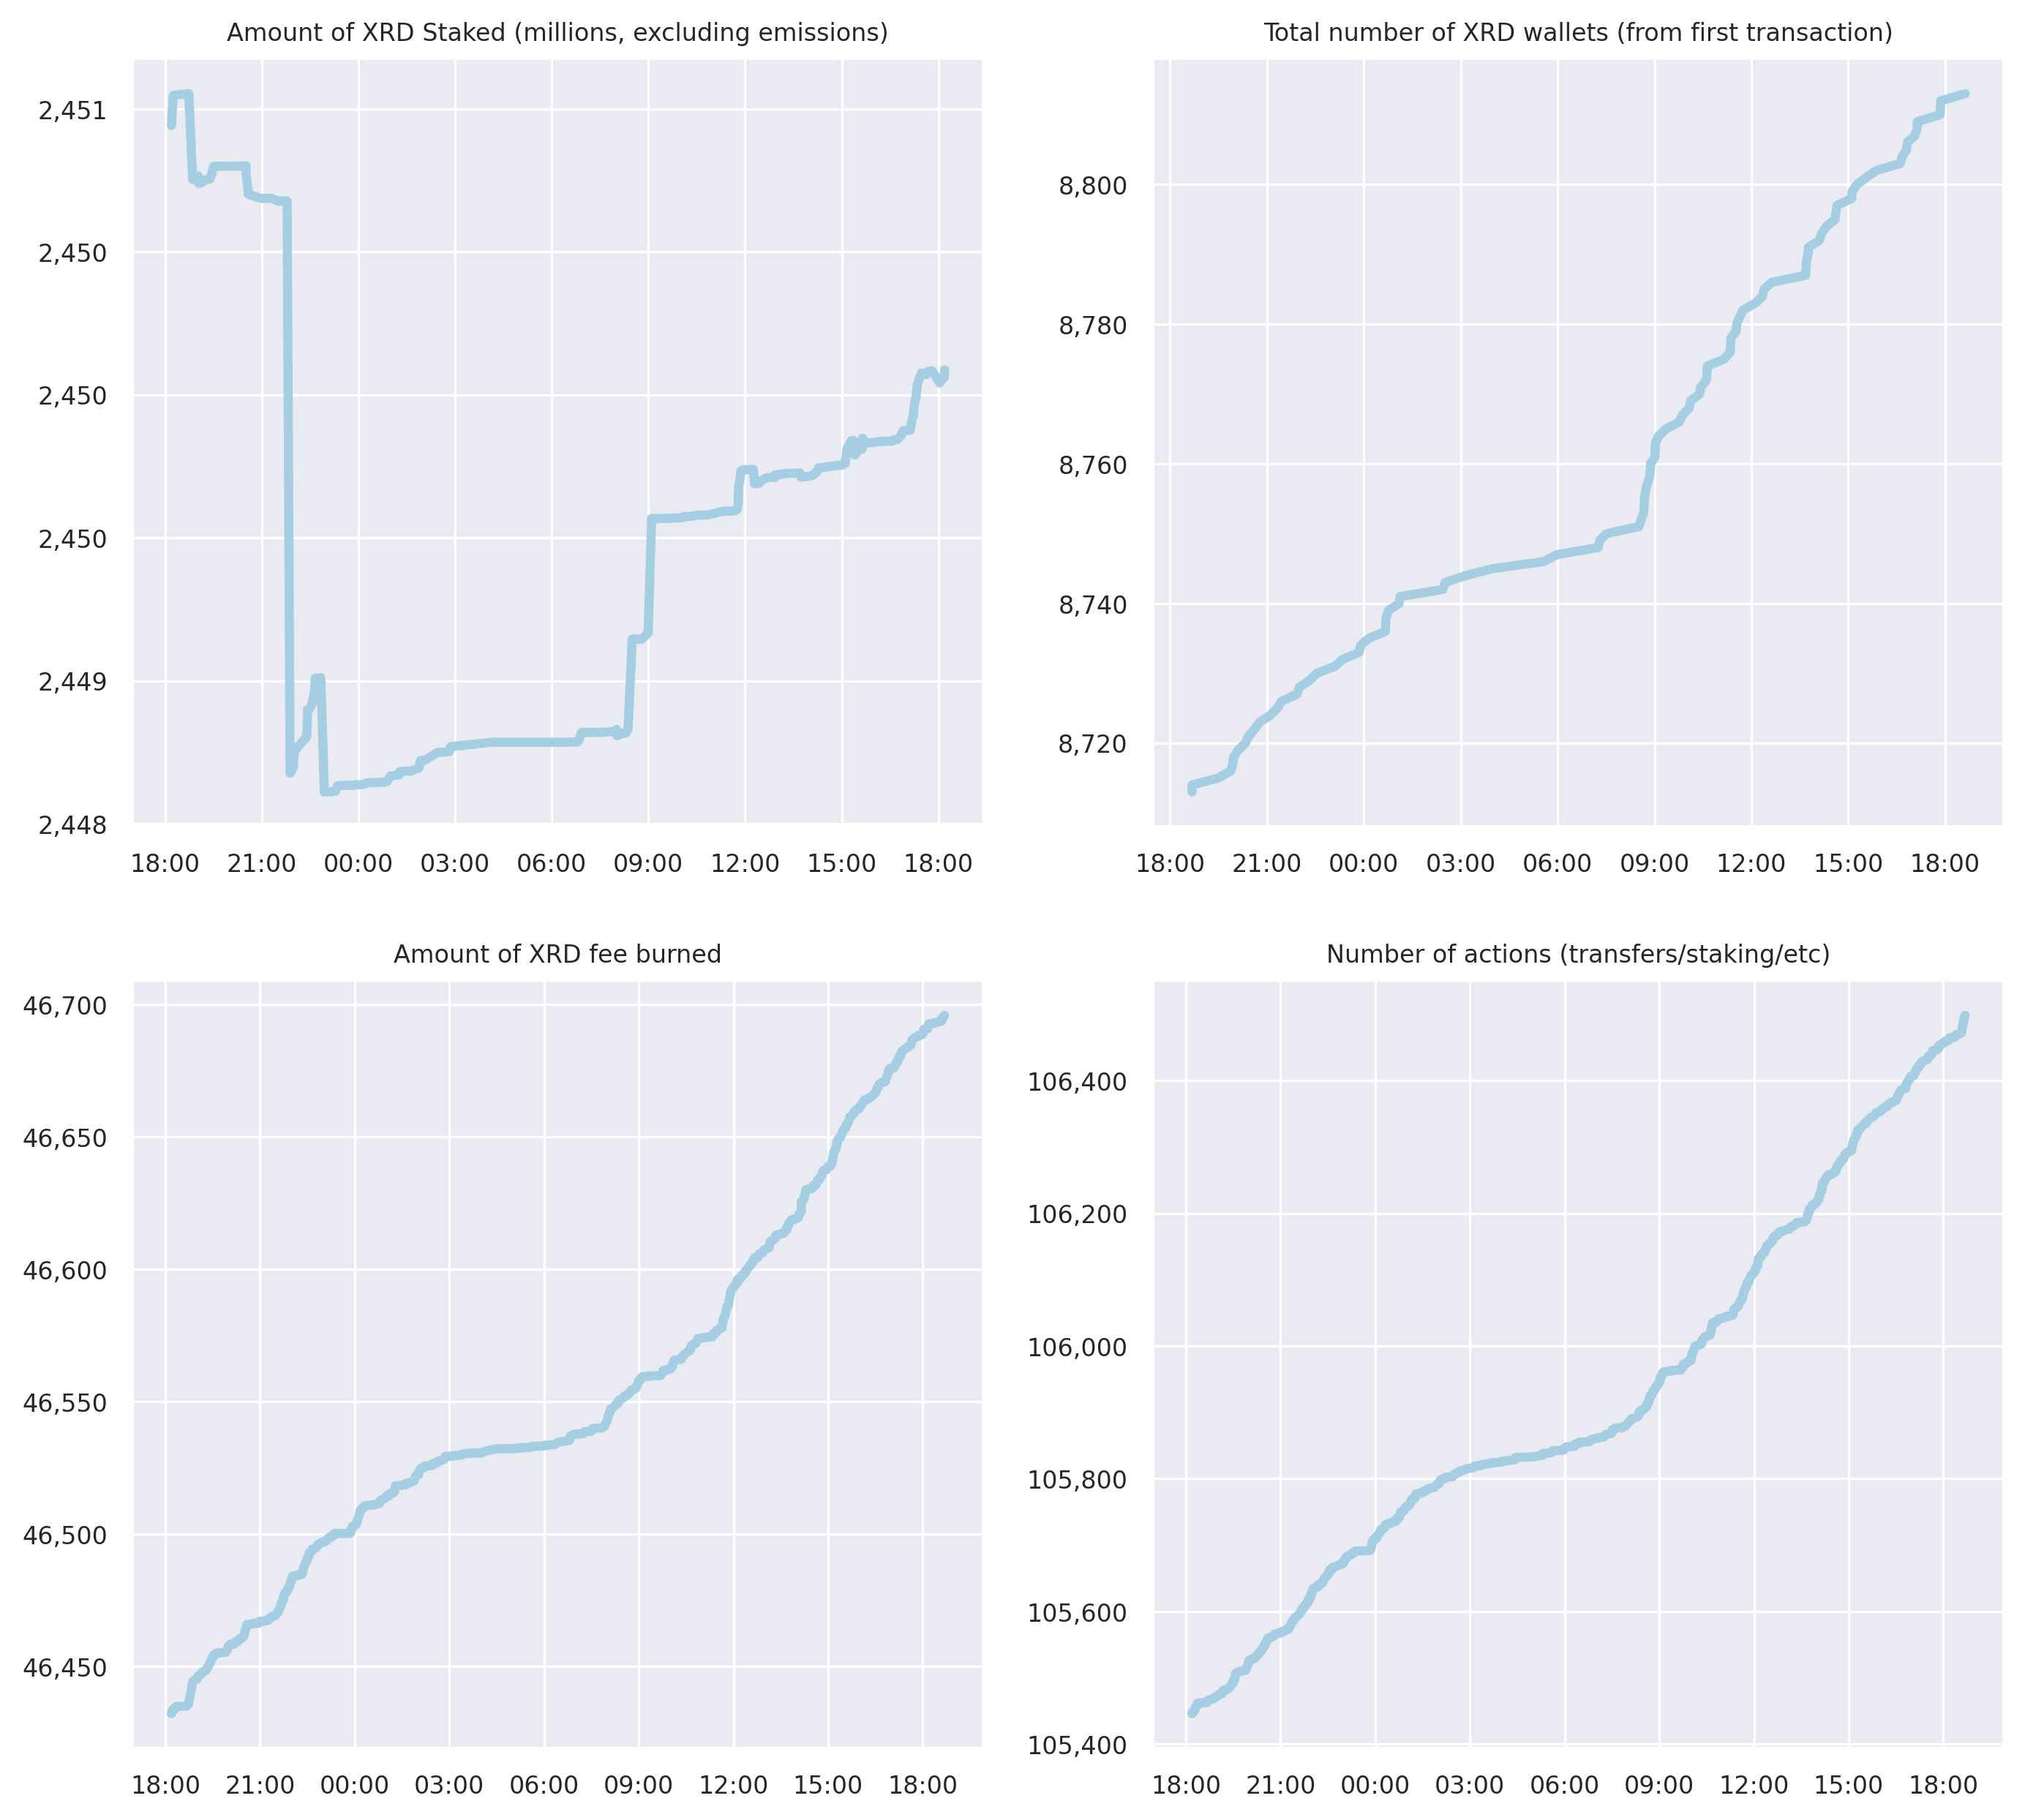 Amount of XRD Staked (millions, excluding emissions)
2,451
2,450
2,450
2,450
2,449
2,448
18:00 21:00 00:00 03:00 06:00 09:00 12:00 15:00 18:00
Total number of XRD wallets (from first transaction)
8,800
8,780
8,760
8,740
8,720
18:00 21:00 00:00 03:00 06:00 09:00 12:00 15:00 18:00
Amount of XRD fee burned
46,700
46,650
46,600
46,550
46,500
46,450
18:00 21:00 00:00 03:00 06:00 09:00 12:00 15:00 18:00
Number of actions (transfers/staking/etc)
106,400
106,200
106,000
105,800
105,600
105,400
18:00 21:00 00:00 03:00 06:00 09:00 12:00 15:00 18:00